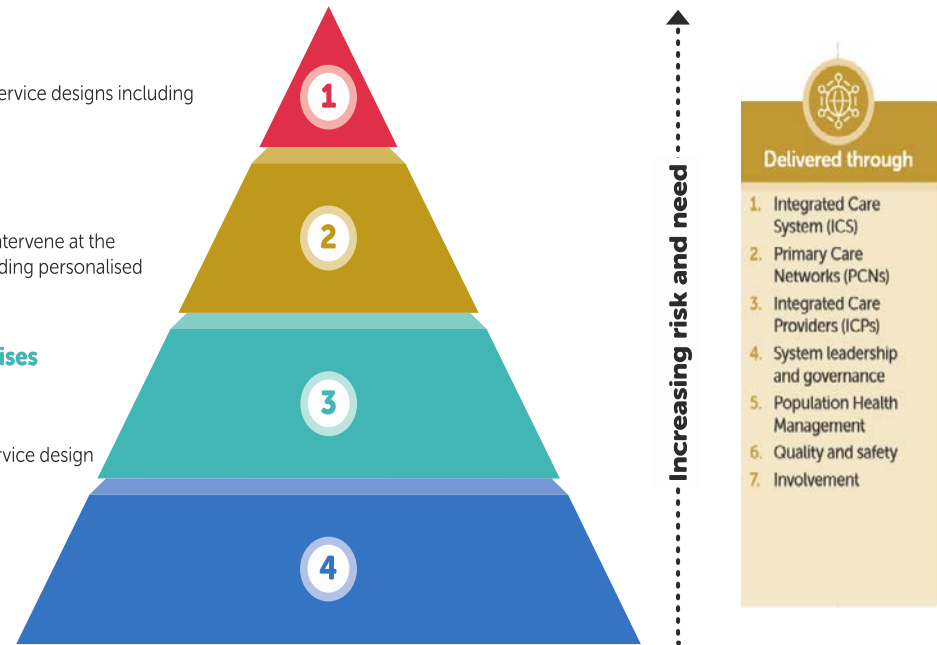 ervice designs including
ntervene at the
ding personalised
ises
rvice design
1
2
3
4
Increasing risk and need
Delivered through
1. Integrated Care
System (ICS)
2. Primary Care
Networks (PCNs)
3. Integrated Care
Providers (ICPs)
4. System leadership
and governance
5. Population Health
Management
6. Quality and safety
7. Involvement